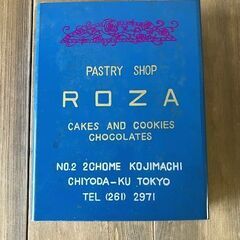 PASTRY SHOP
ROZA
CAKES AND COOKIES
CHOCOLATES
NO.2 2CHOME KOJIMACHI
CHIYODA-KU TOKYO
TEL (261) 2971